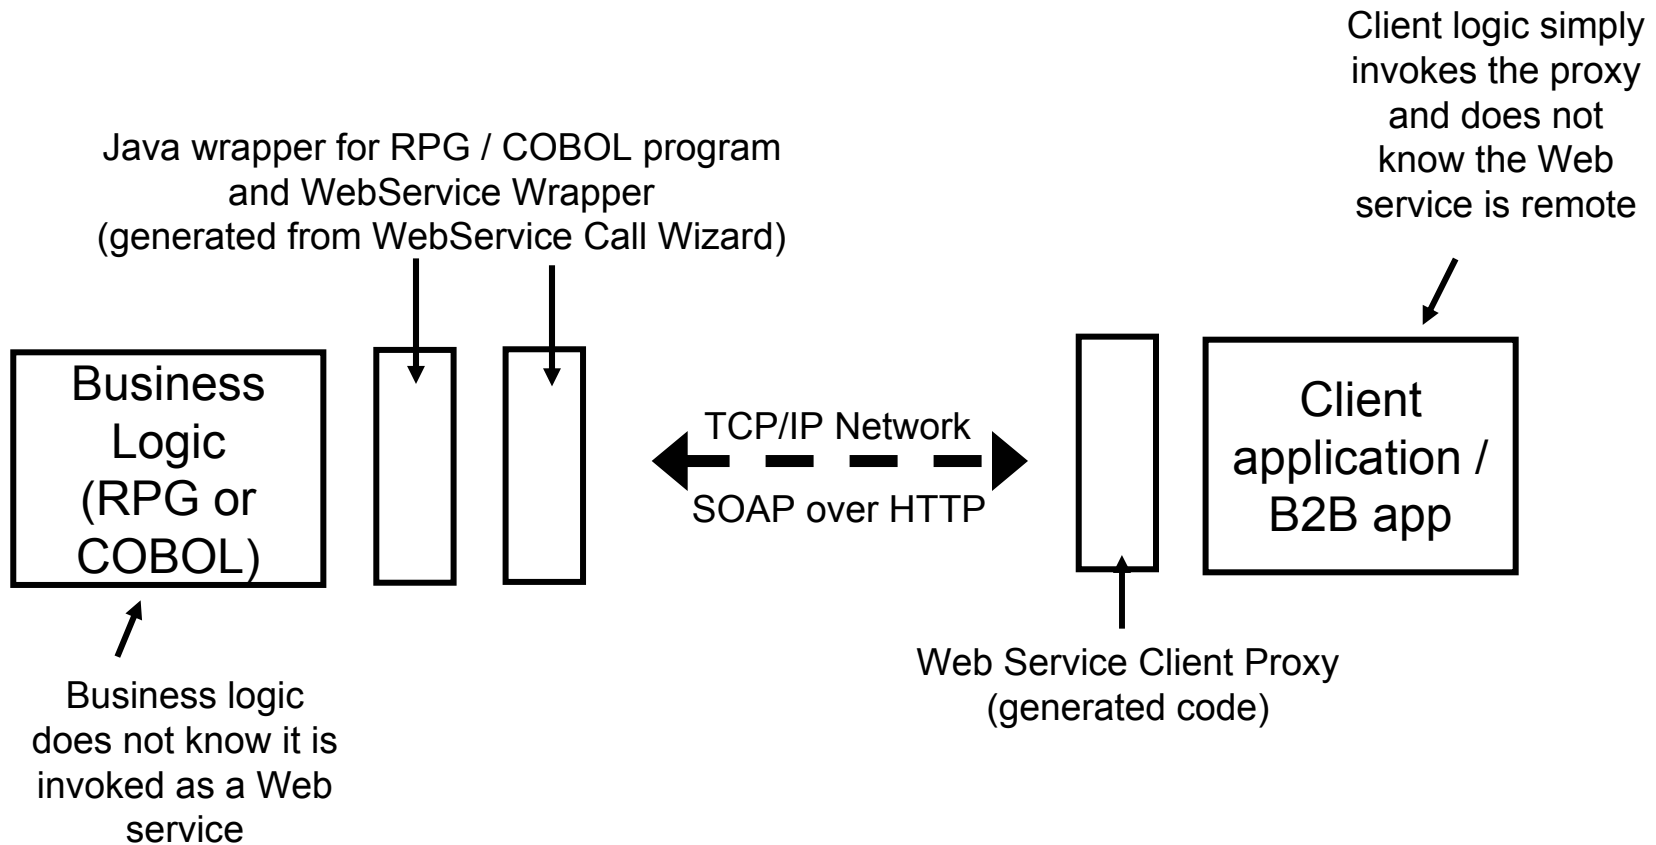 Client logic simply
invokes the proxy
and does not
know the Web
service is remote
Java wrapper for RPG / COBOL program
and WebService Wrapper
(generated from WebService Call Wizard)
Business
Logic
(RPG or
COBOL)
TCP/IP Network
SOAP over HTTP
Client
application /
B2B app
Web Service Client Proxy
(generated code)
Business logic
does not know it is
invoked as a Web
service